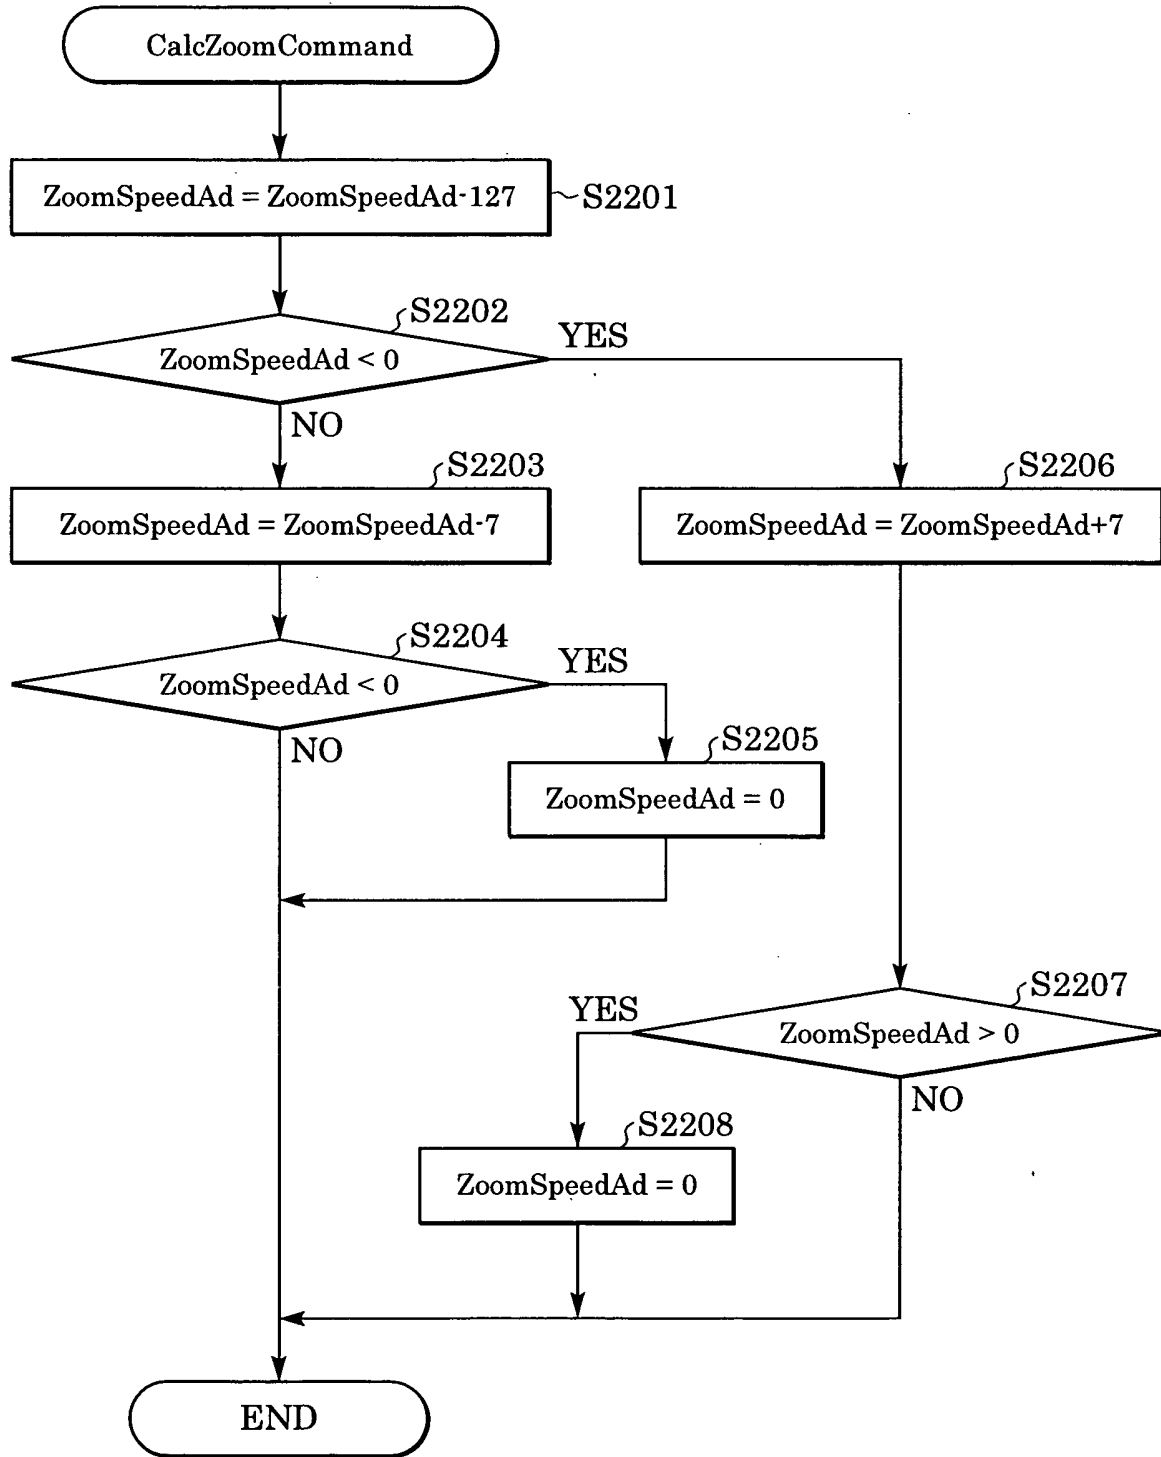 CalcZoomCommand
ZoomSpeedAd = ZoomSpeedAd-127
S2201
S2202
YES
ZoomSpeedAd < 0
NO
S2203
S2206
ZoomSpeedAd = ZoomSpeedAd-7
ZoomSpeedAd = ZoomSpeedAd+7
S2204
YES
ZoomSpeedAd < 0
NO
S2205
ZoomSpeedAd = 0
S2207
YES
ZoomSpeedAd > 0
NO
S2208
ZoomSpeedAd = 0
END